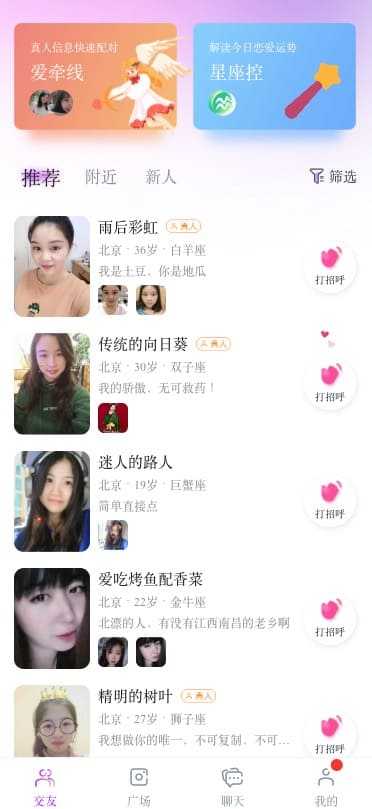 真人信息快速配对
爱牵线
解读今日恋爱运势
星座控
推荐
附近
新人
筛选
雨后彩虹
真人
北京·36岁·白羊座
我是土豆、你是地瓜
打招呼
传统的向日葵
真人
北京·30岁·双子座
我的骄傲、无可救药！
打招呼
迷人的路人
北京·19岁·巨蟹座
简单直接点
打招呼
爱吃烤鱼配香菜
北京·22岁·金牛座
北漂的人、有没有江西南昌的老乡啊
打招呼
精明的树叶
真人
北京·27岁·狮子座
我想做你的唯一、不可复制、不可…
打招呼
交友
广场
聊天
我的